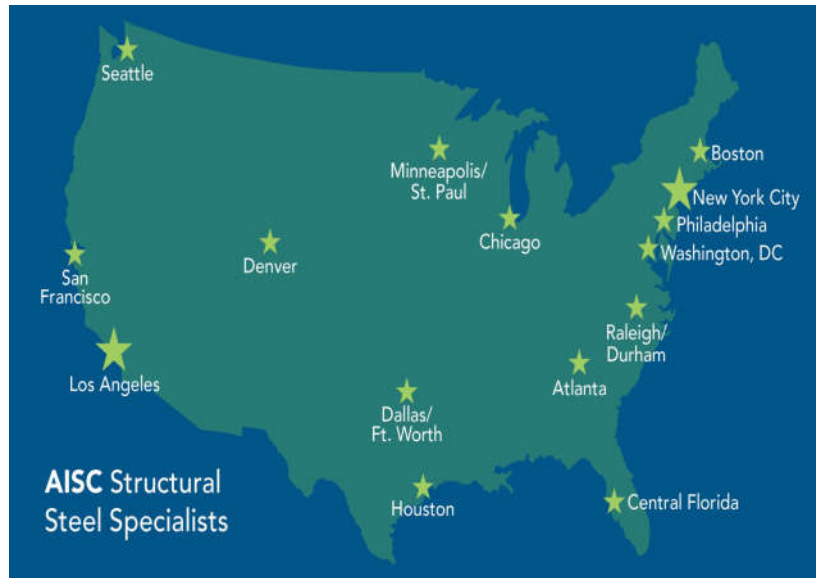 Seattle
Minneapolis/
St. Paul
Boston
New York City
Philadelphia
Chicago
Washington, DC
Denver
San
Francisco
Raleigh/
Durham
Los Angeles
Atlanta
Dallas/
Ft. Worth
AISC Structural
Steel Specialists
Houston
Central Florida